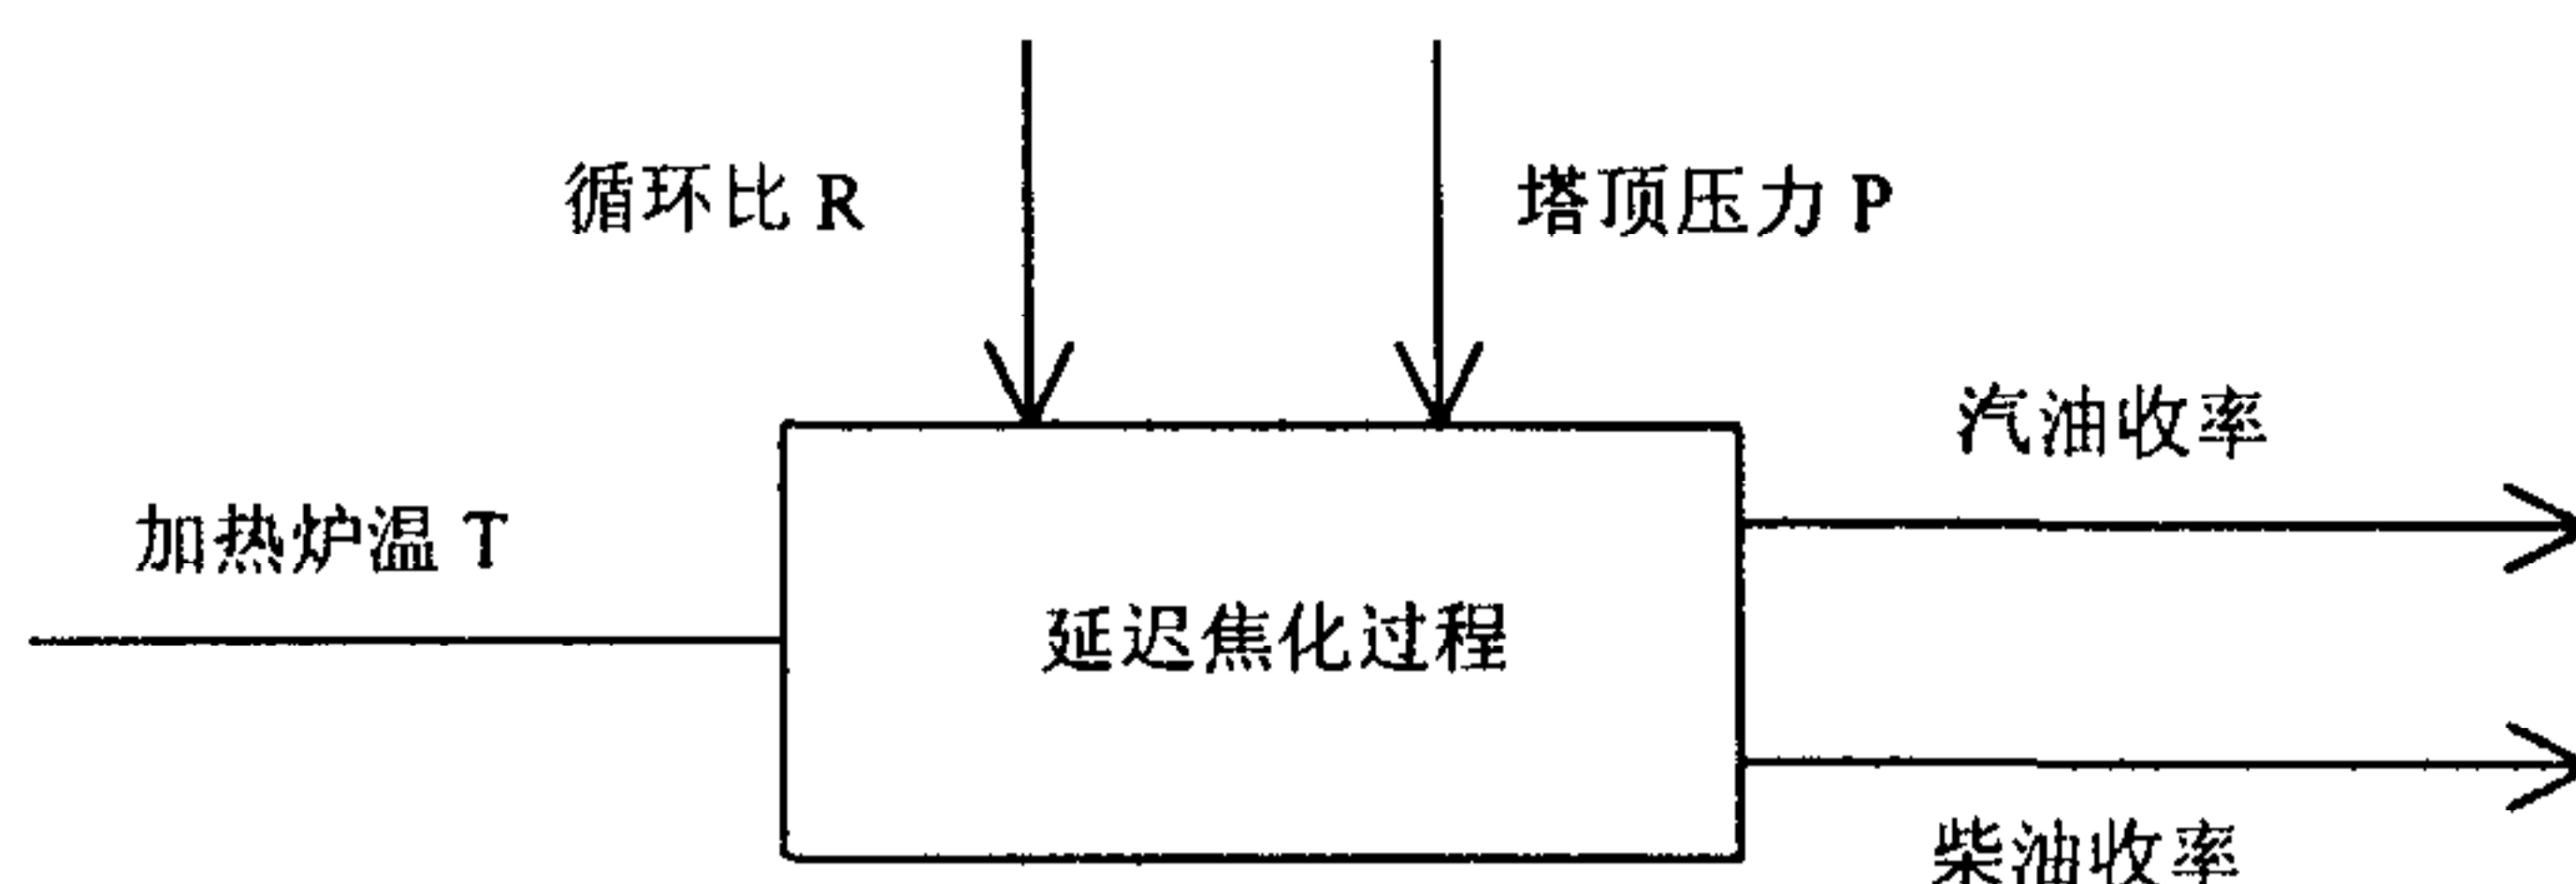 循环比 R
塔顶压力 P
汽油收率
加热炉温 T
延迟焦化过程
柴油收率